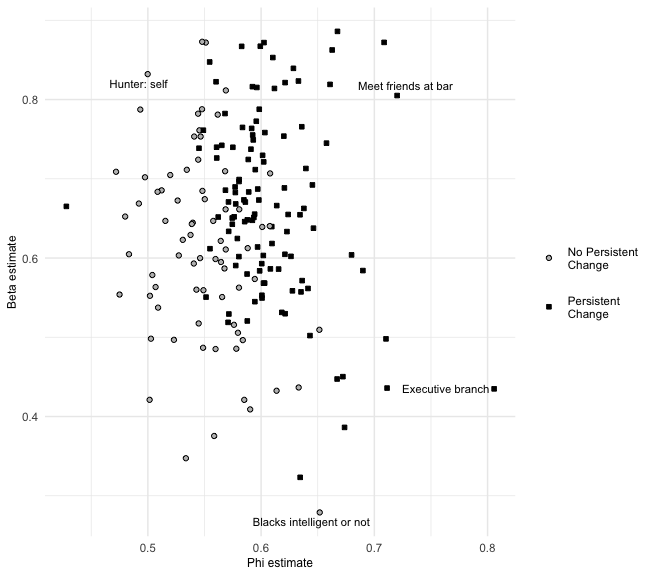 Hunter: self
Meet friends at bar
0.8
Beta estimate
0.6
No Persistent
Change
Persistent
Change
0.4
Executive branch
Blacks intelligent or not
0.5
0.6
0.7
0.8
Phi estimate